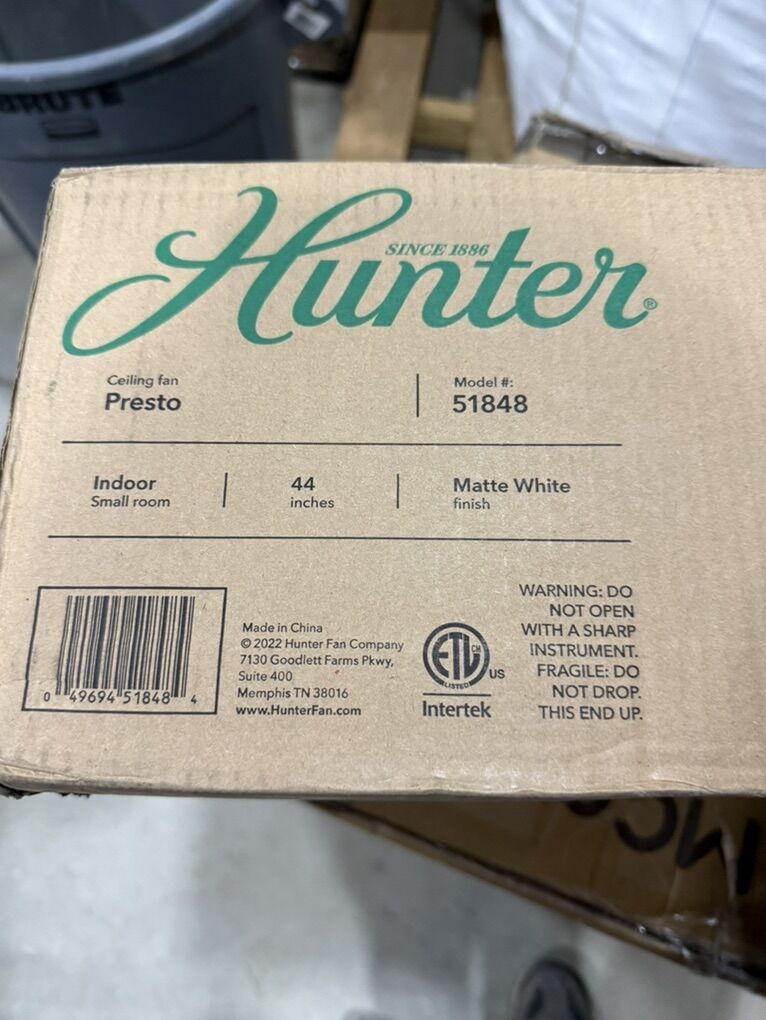 BRUTE
SINCE 1886
Hunter®
Ceiling fan
Presto
Model #:
51848
Indoor
Small room
44
inches
Matte White
finish
0 49694 51848 4
Made in China
© 2022 Hunter Fan Company
7130 Goodlett Farms Pkwy,
Suite 400
Memphis TN 38016
www.HunterFan.com
ETL CM US
LISTED
Intertek
WARNING: DO
NOT OPEN
WITH A SHARP
INSTRUMENT.
FRAGILE: DO
NOT DROP.
THIS END UP.